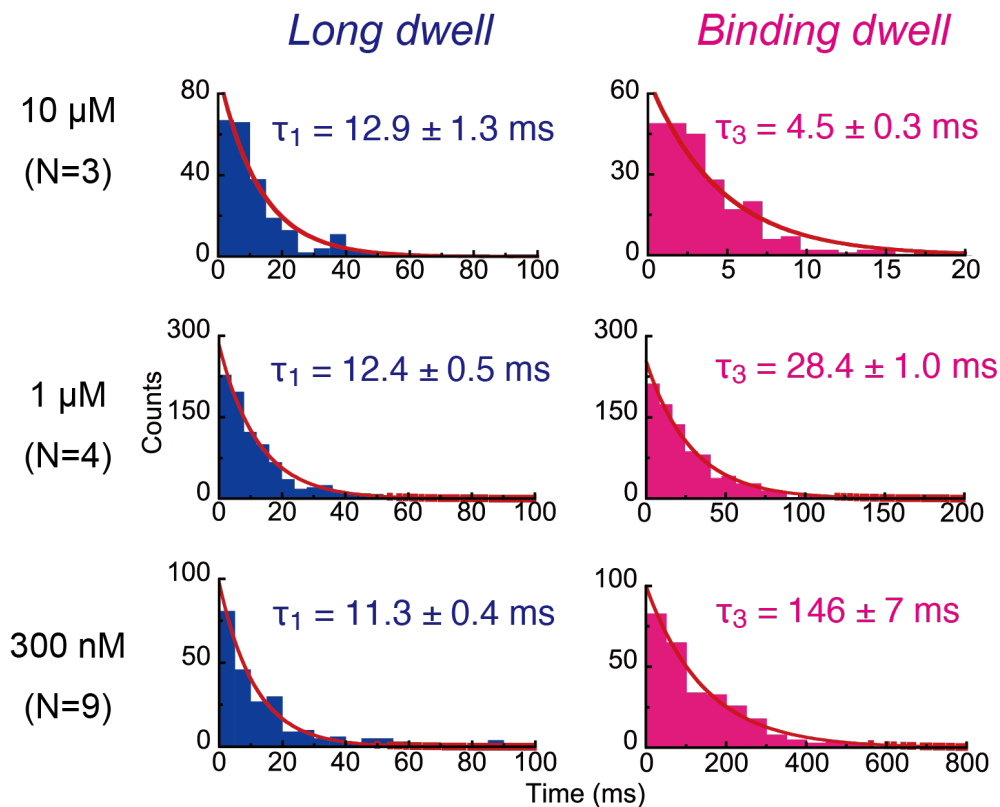 Long dwell
Binding dwell
10 µM
(N=3)
80
40
0
τ1 = 12.9 ± 1.3 ms
0 20 40 60 80 100
60
30
0
τ3 = 4.5 ± 0.3 ms
0 5 10 15 20
1 µM
(N=4)
Counts
300
150
0
τ1 = 12.4 ± 0.5 ms
0 20 40 60 80 100
300
150
0
τ3 = 28.4 ± 1.0 ms
0 50 100 150 200
300 nM
(N=9)
100
50
0
τ1 = 11.3 ± 0.4 ms
0 20 40 60 80 100
100
50
0
τ3 = 146 ± 7 ms
0 200 400 600 800
Time (ms)